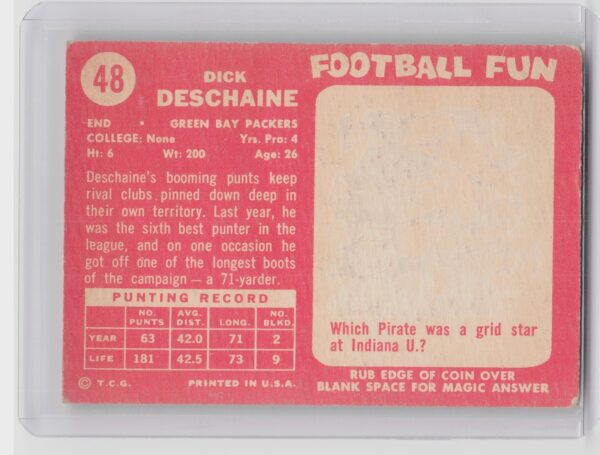 48
DICK
DESCHAINE
END • GREEN BAY PACKERS
COLLEGE: None Yrs. Pro: 4
Ht: 6 Wt: 200 Age: 26
Deschaine's booming punts keep
rival clubs pinned down deep in
their own territory. Last year, he
was the sixth best punter in the
league, and on one occasion he
got off one of the longest boots
of the campaign — a 71-yarder.
PUNTING RECORD
NO. PUNTS AVG. DIST. LONG. NO. BLKD.
YEAR 63 42.0 71 2
LIFE 181 42.5 73 9
© T.C.G. PRINTED IN U.S.A.
FOOTBALL FUN
Which Pirate was a grid star
at Indiana U.?
RUB EDGE OF COIN OVER
BLANK SPACE FOR MAGIC ANSWER